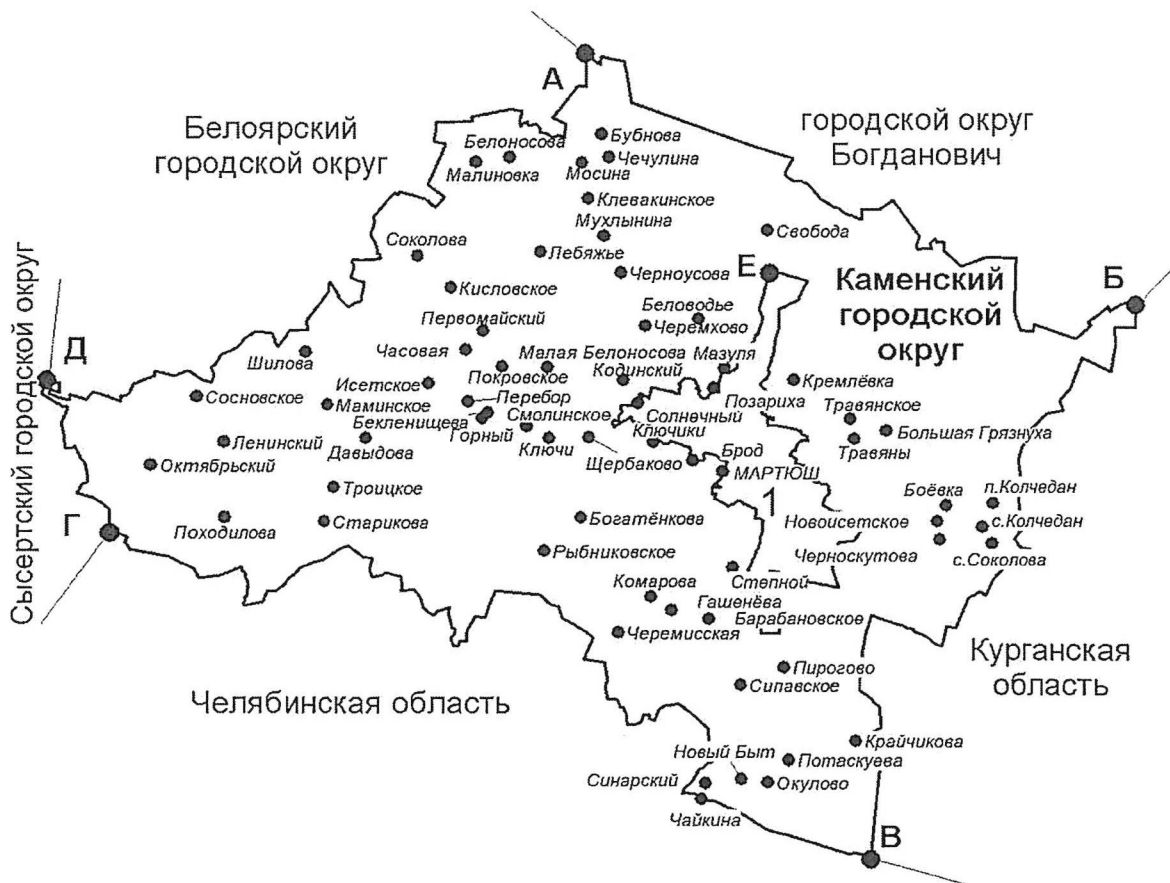 А
Белоярский
городской округ
городской округ
Богданович
Бубнова
Белоносова
Чечулина
Малиновка
Мосина
Клевакинское
Мухлынина
Свобода
Соколова
Лебяжье
Черноусова
Е
Каменский
городской
округ
Б
Кисловское
Беловодье
Первомайский
Черемхово
Сысертский городской округ
Д
Шилова
Часовая
Малая Белоносова
Мазуля
Покровское
Кодинский
Исетское
Кремлёвка
Сосновское
Маминское
Перебор
Позариха
Бекленищева
Смолинское
Солнечный
Травянское
Горный
Ключики
Большая Грязнуха
Ленинский
Давыдова
Ключи
Щербаково
Брод
Травяны
Октябрьский
МАРТЮШ
Троицкое
1
Боёвка
п.Колчедан
Г
Походилова
Старикова
Богатёнкова
Новоисетское
с.Колчедан
Рыбниковское
Черноскутова
с.Соколова
Степной
Комарова
Гашенёва
Барабановское
Черемисская
Пирогово
Курганская
область
Сипавское
Челябинская область
Крайчикова
Новый Быт
Потаскуева
Синарский
Окулово
Чайкина
В